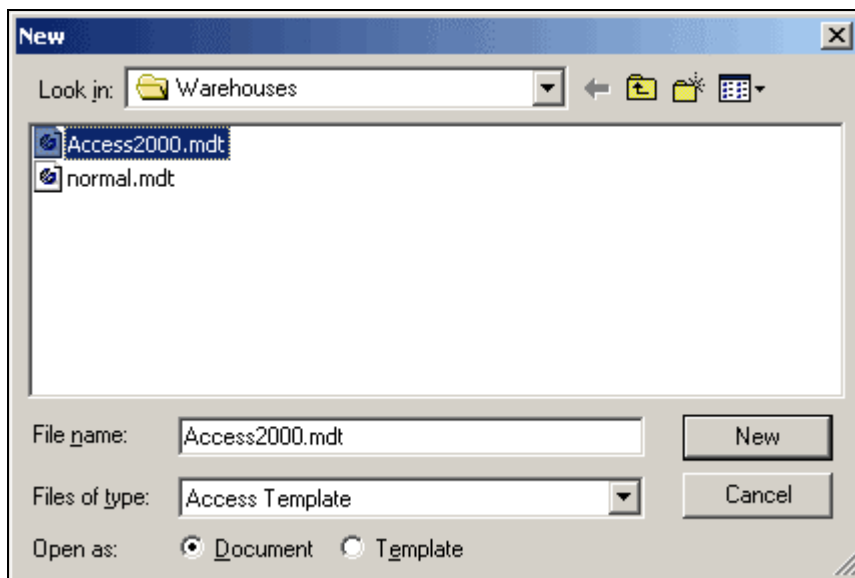 New
Look in: Warehouses
Access2000.mdt
normal.mdt
File name: Access2000.mdt New
Files of type: Access Template Cancel
Open as: Document Template